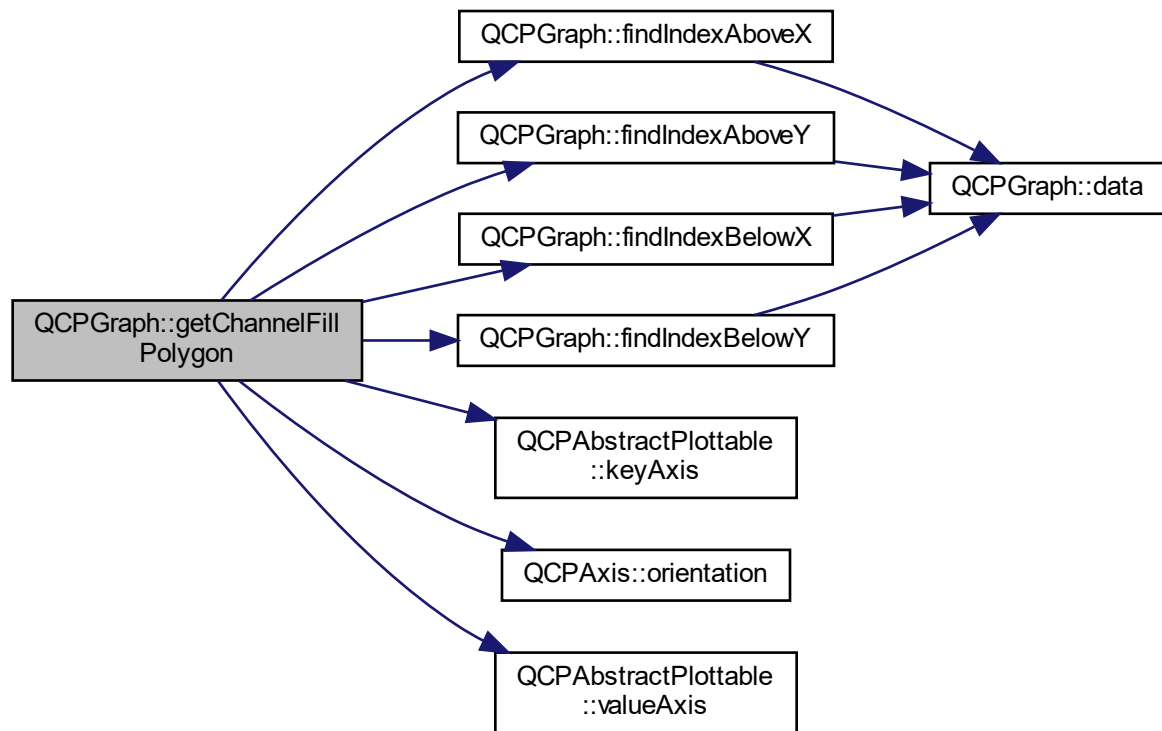 QCPGraph::findIndexAboveX
QCPGraph::findIndexAboveY
QCPGraph::data
QCPGraph::findIndexBelowX
QCPGraph::getChannelFill
Polygon
QCPGraph::findIndexBelowY
QCPAbstractPlottable
::keyAxis
QCPAxis::orientation
QCPAbstractPlottable
::valueAxis